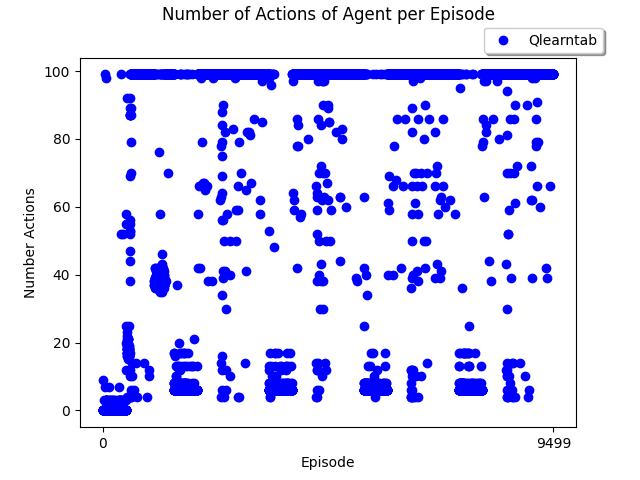 Number of Actions of Agent per Episode
Qlearntab
100
80
60
40
20
0
Number Actions
0 9499
Episode